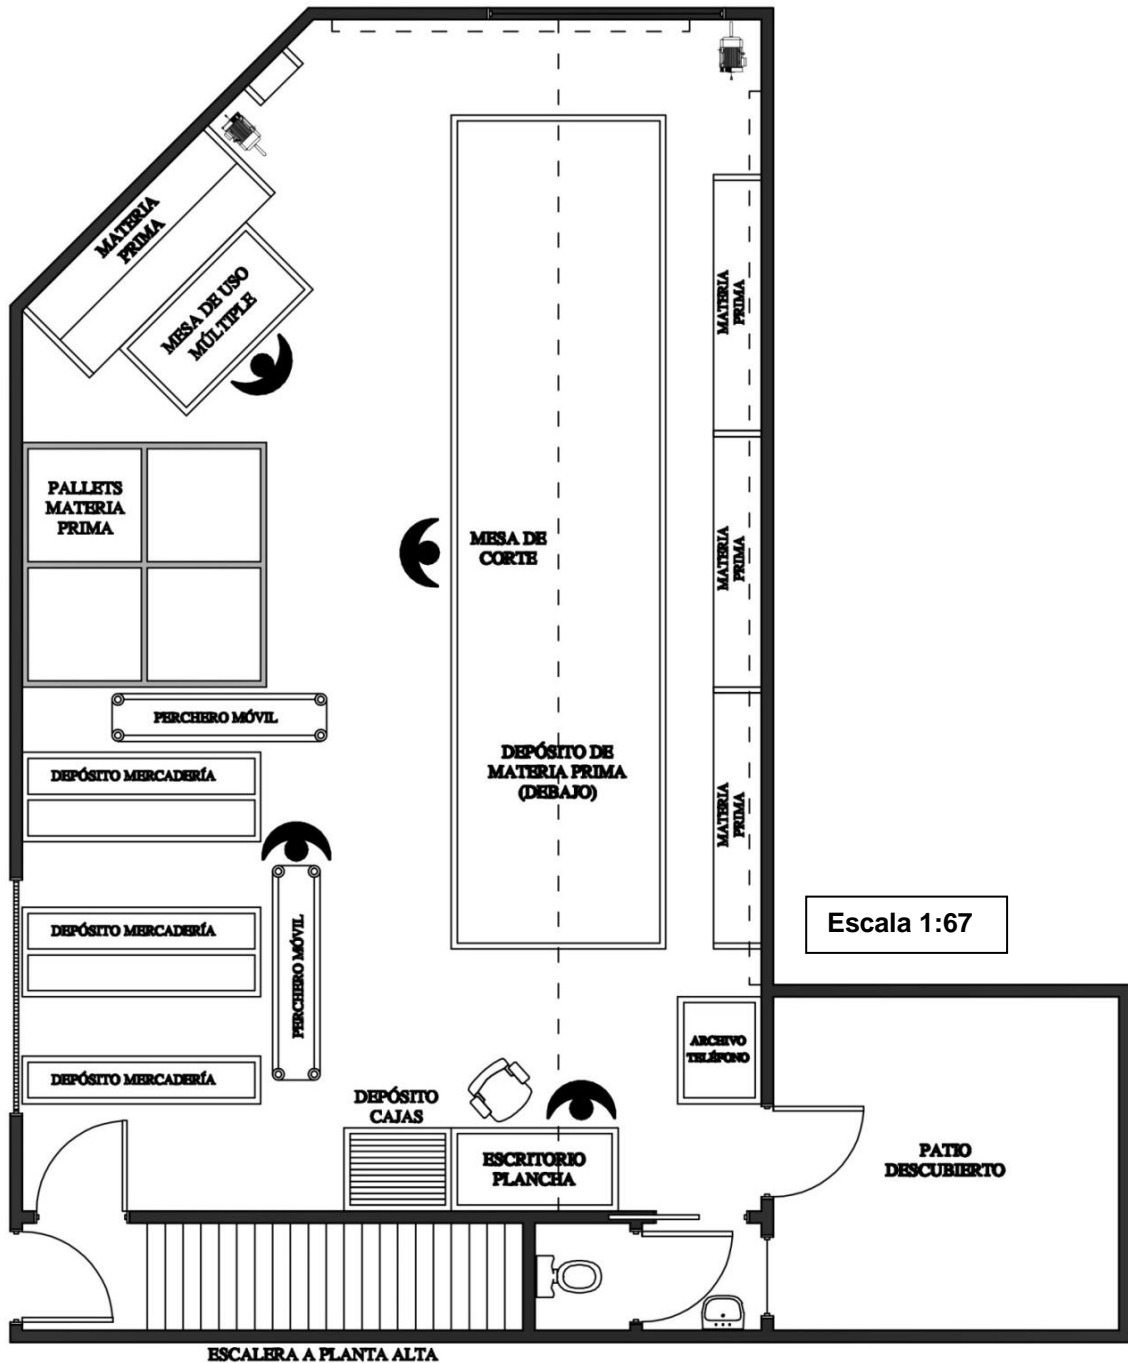 MATERIA
PRIMA
MESA DE USO
MÚLTIPLE
MATERIA
PRIMA
PALLETS
MATERIA
PRIMA
MESA DE
CORTE
MATERIA
PRIMA
PERCHERO MÓVIL
DEPÓSITO MERCADERÍA
DEPÓSITO DE
MATERIA PRIMA
(DEBAJO)
MATERIA
PRIMA
DEPÓSITO MERCADERÍA
PERCHERO MÓVIL
Escala 1:67
DEPÓSITO MERCADERÍA
ARCHIVO
TELÉFONO
DEPÓSITO
CAJAS
ESCRITORIO
PLANCHA
PATIO
DESCUBIERTO
ESCALERA A PLANTA ALTA